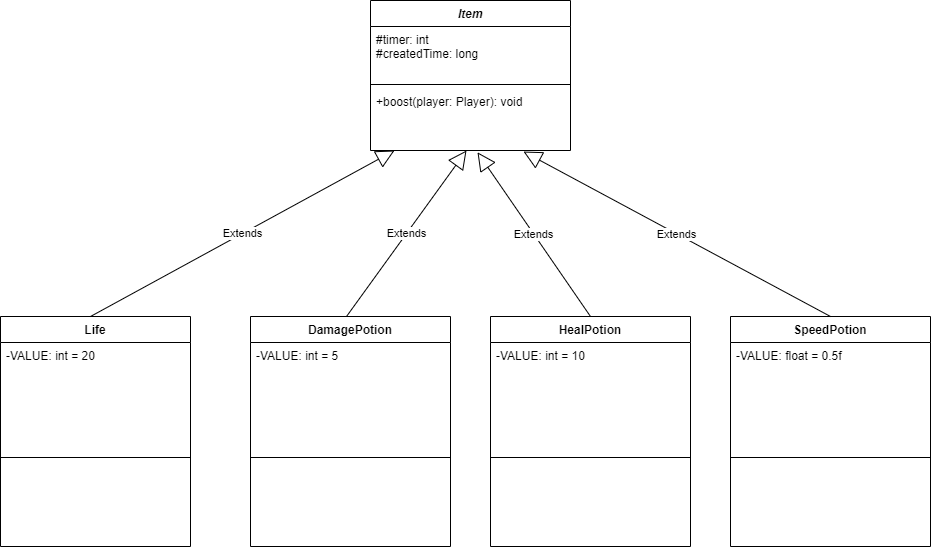 Item
#timer: int
#createdTime: long
+boost(player: Player): void
Extends
Extends
Extends
Extends
Life
-VALUE: int = 20
DamagePotion
-VALUE: int = 5
HealPotion
-VALUE: int = 10
SpeedPotion
-VALUE: float = 0.5f